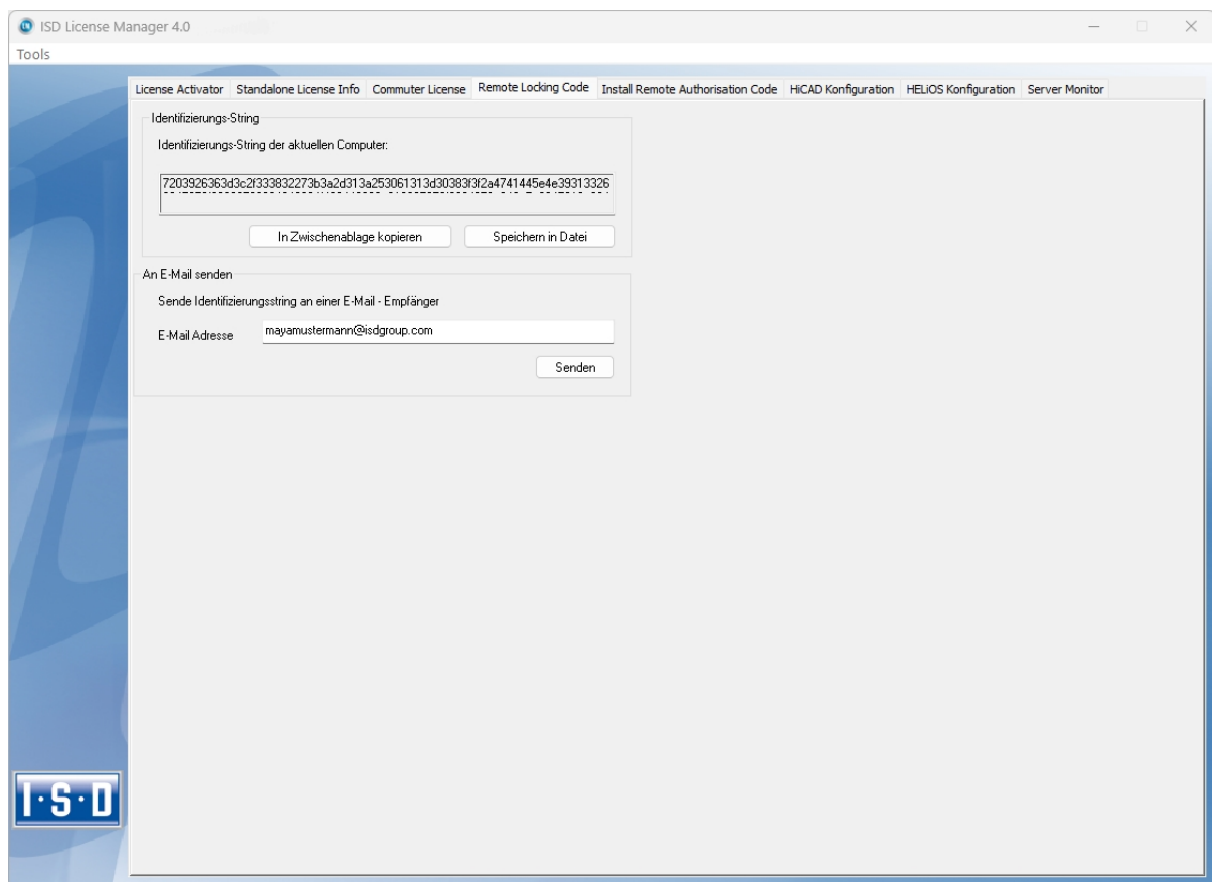 ISD License Manager 4.0
Tools
License Activator Standalone License Info Commuter License Remote Locking Code Install Remote Authorisation Code HiCAD Konfiguration HELiOS Konfiguration Server Monitor
Identifizierungs-String
Identifizierungs-String der aktuellen Computer:
7203926363d3c2f333832273b3a2d313a253061313d30383f3f2a4741445e4e39313326
In Zwischenablage kopieren Speichern in Datei
An E-Mail senden
Sende Identifizierungsstring an einer E-Mail - Empfänger
E-Mail Adresse mayamustermann@isdgroup.com
Senden
I·S·D